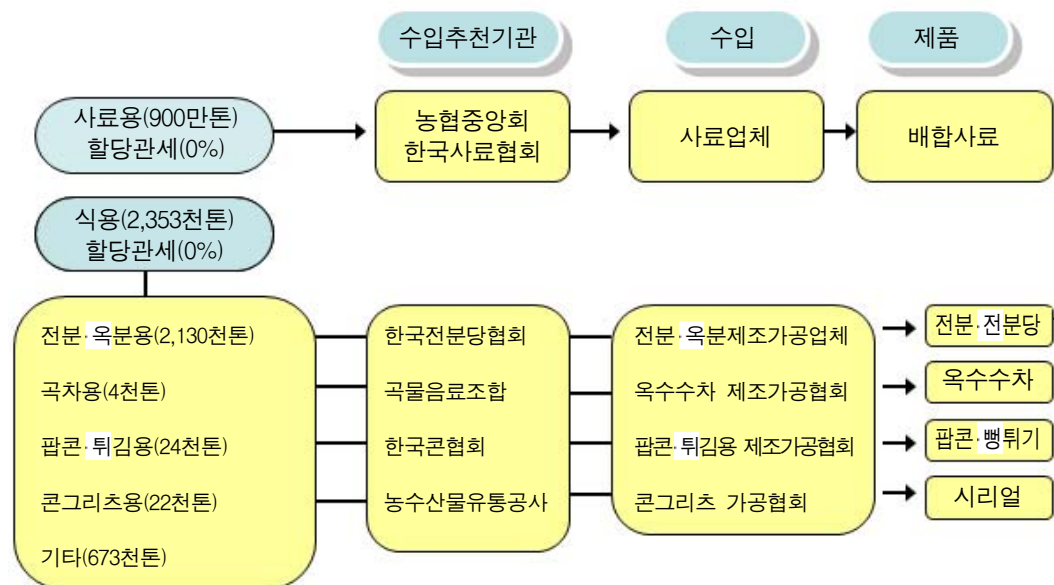 수입추천기관
수입
제품
사료용(900만톤)
할당관세(0%)
농협중앙회
한국사료협회
사료업체
배합사료
식용(2,353천톤)
할당관세(0%)
전분·옥분용(2,130천톤)
한국전분당협회
전분·옥분제조가공업체
전분·전분당
곡차용(4천톤)
곡물음료조합
옥수수차 제조가공협회
옥수수차
팝콘·튀김용(24천톤)
한국콘협회
팝콘·튀김용 제조가공협회
팝콘·뻥튀기
콘그리츠용(22천톤)
농수산물유통공사
콘그리츠 가공협회
시리얼
기타(673천톤)